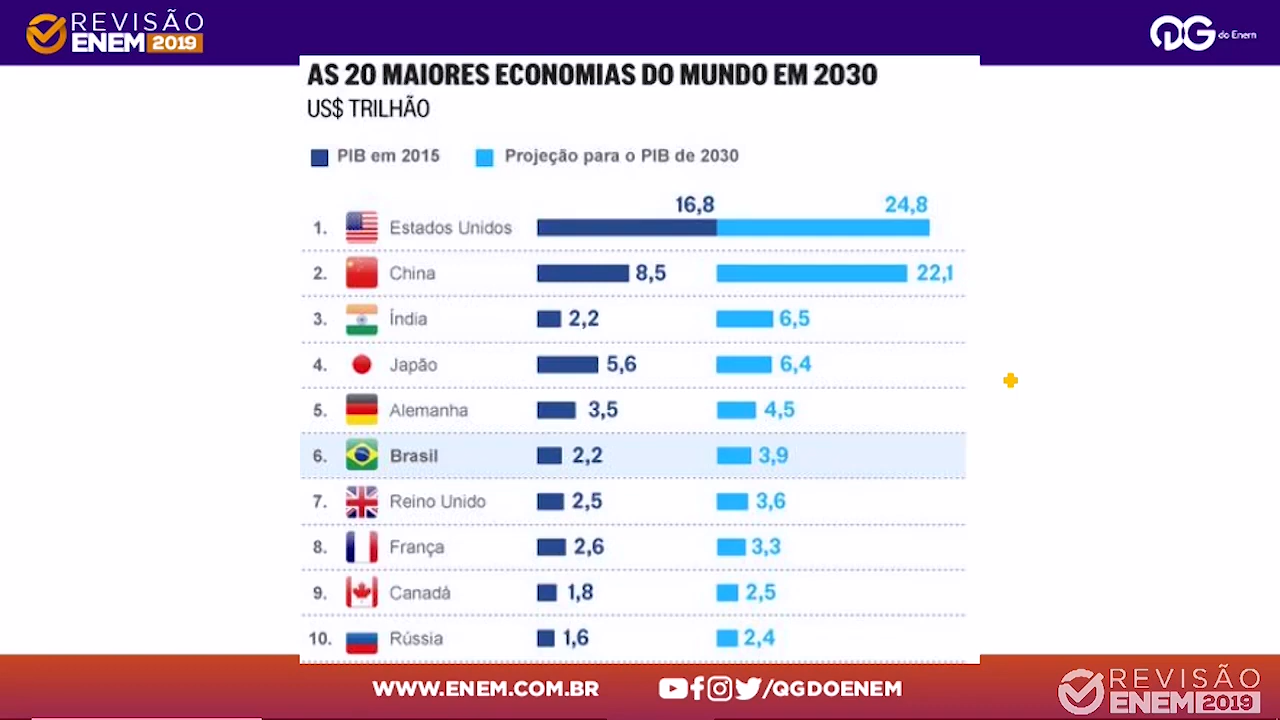 REVISÃO
ENEM 2019
QG do Enem
AS 20 MAIORES ECONOMIAS DO MUNDO EM 2030
US$ TRILHÃO
PIB em 2015 Projeção para o PIB de 2030
1. Estados Unidos 16,8 24,8
2. China 8,5 22,1
3. Índia 2,2 6,5
4. Japão 5,6 6,4
5. Alemanha 3,5 4,5
6. Brasil 2,2 3,9
7. Reino Unido 2,5 3,6
8. França 2,6 3,3
9. Canadá 1,8 2,5
10. Rússia 1,6 2,4
WWW.ENEM.COM.BR /QGDOENEM
REVISÃO
ENEM 2019